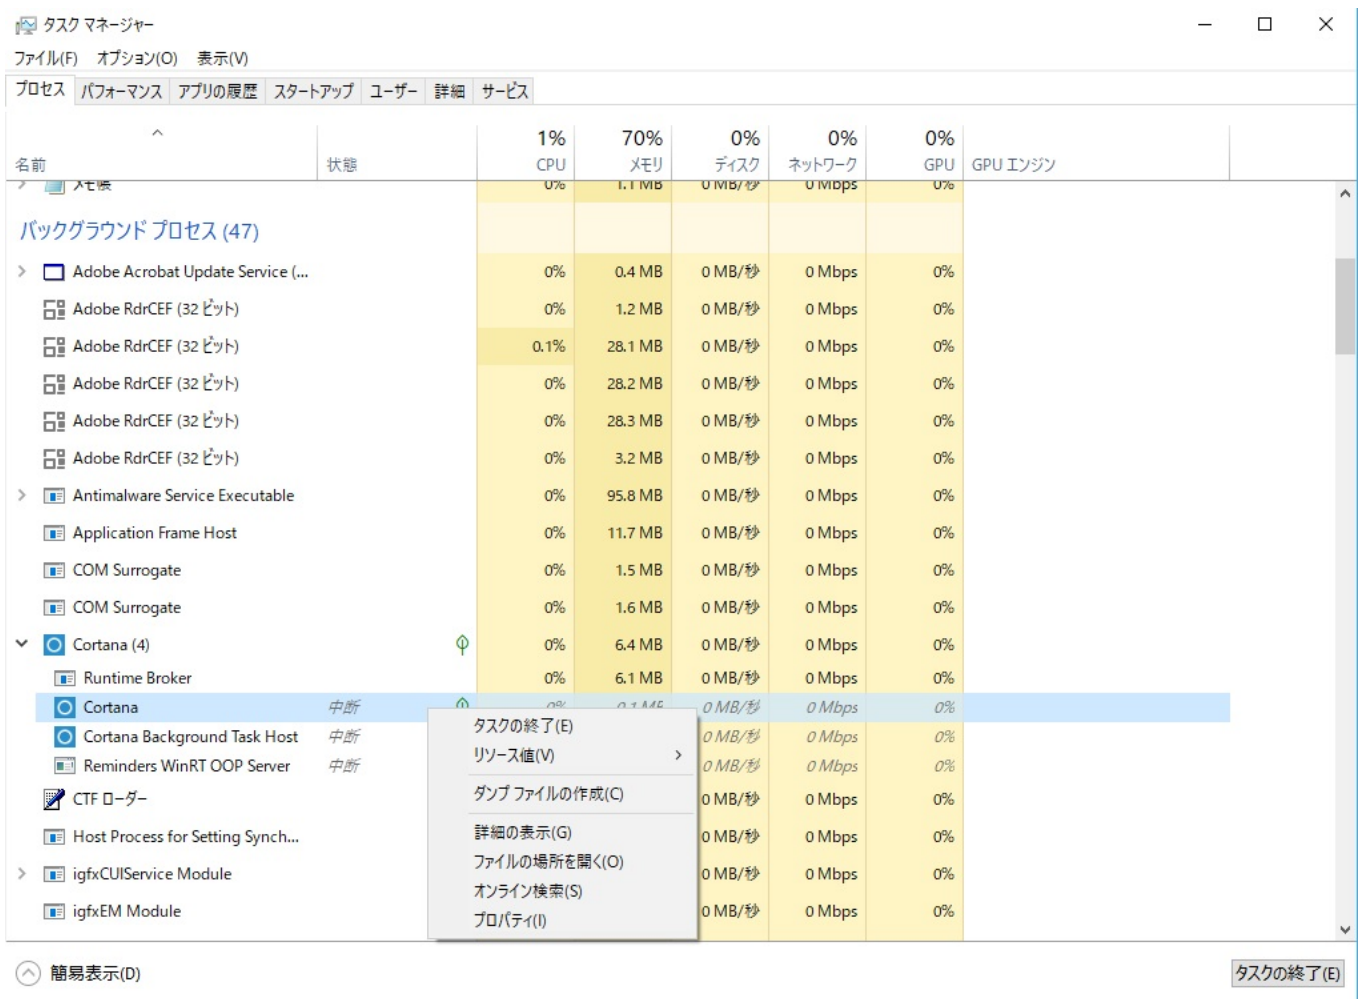 タスク マネージャー
ファイル(F) オプション(O) 表示(V)
プロセス パフォーマンス アプリの履歴 スタートアップ ユーザー 詳細 サービス
1% 70% 0% 0% 0%
名前 状態 CPU メモリ ディスク ネットワーク GPU GPU エンジン
メモ帳 0% 1.1 MB 0 MB/秒 0 Mbps 0%
バックグラウンド プロセス (47)
Adobe Acrobat Update Service (... 0% 0.4 MB 0 MB/秒 0 Mbps 0%
Adobe RdrCEF (32 ビット) 0% 1.2 MB 0 MB/秒 0 Mbps 0%
Adobe RdrCEF (32 ビット) 0.1% 28.1 MB 0 MB/秒 0 Mbps 0%
Adobe RdrCEF (32 ビット) 0% 28.2 MB 0 MB/秒 0 Mbps 0%
Adobe RdrCEF (32 ビット) 0% 28.3 MB 0 MB/秒 0 Mbps 0%
Adobe RdrCEF (32 ビット) 0% 3.2 MB 0 MB/秒 0 Mbps 0%
Antimalware Service Executable 0% 95.8 MB 0 MB/秒 0 Mbps 0%
Application Frame Host 0% 11.7 MB 0 MB/秒 0 Mbps 0%
COM Surrogate 0% 1.5 MB 0 MB/秒 0 Mbps 0%
COM Surrogate 0% 1.6 MB 0 MB/秒 0 Mbps 0%
Cortana (4) 0% 6.4 MB 0 MB/秒 0 Mbps 0%
Runtime Broker 0% 6.1 MB 0 MB/秒 0 Mbps 0%
Cortana 中断 0% 0.1 MB 0 MB/秒 0 Mbps 0%
Cortana Background Task Host 中断 0 MB/秒 0 Mbps 0%
Reminders WinRT OOP Server 中断 0 MB/秒 0 Mbps 0%
CTF ローダー 0 MB/秒 0 Mbps 0%
Host Process for Setting Synch... 0 MB/秒 0 Mbps 0%
igfxCUIService Module 0 MB/秒 0 Mbps 0%
igfxEM Module 0 MB/秒 0 Mbps 0%
タスクの終了(E)
リソース値(V)
ダンプ ファイルの作成(C)
詳細の表示(G)
ファイルの場所を開く(O)
オンライン検索(S)
プロパティ(I)
簡易表示(D) タスクの終了(E)